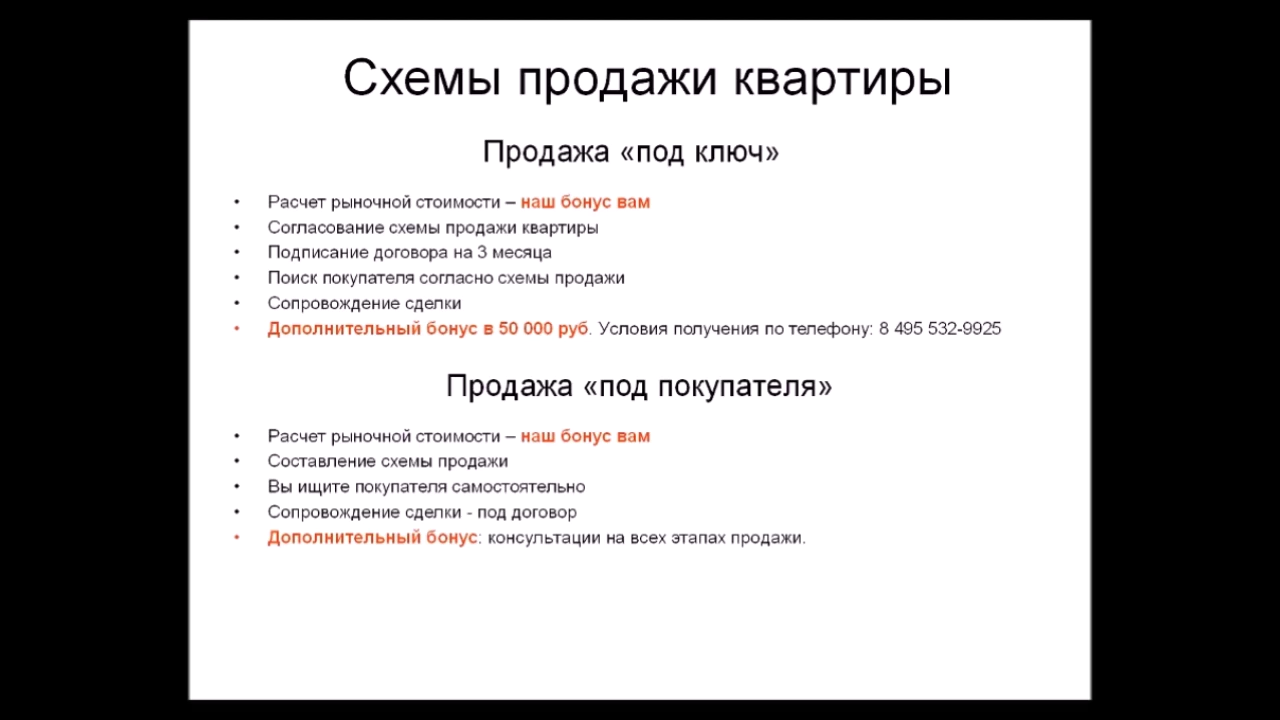 Схемы продажи квартиры
Продажа «под ключ»
• Расчет рыночной стоимости – наш бонус вам
• Согласование схемы продажи квартиры
• Подписание договора на 3 месяца
• Поиск покупателя согласно схемы продажи
• Сопровождение сделки
• Дополнительный бонус в 50 000 руб. Условия получения по телефону: 8 495 532-9925
Продажа «под покупателя»
• Расчет рыночной стоимости – наш бонус вам
• Составление схемы продажи
• Вы ищите покупателя самостоятельно
• Сопровождение сделки - под договор
• Дополнительный бонус: консультации на всех этапах продажи.